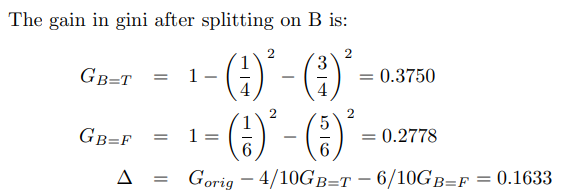 The gain in gini after splitting on B is:
G_{B=T} = 1 − (1/4)^2 − (3/4)^2 = 0.3750
G_{B=F} = 1 = (1/6)^2 − (5/6)^2 = 0.2778
Δ = G_{orig} − 4/10G_{B=T} − 6/10G_{B=F} = 0.1633